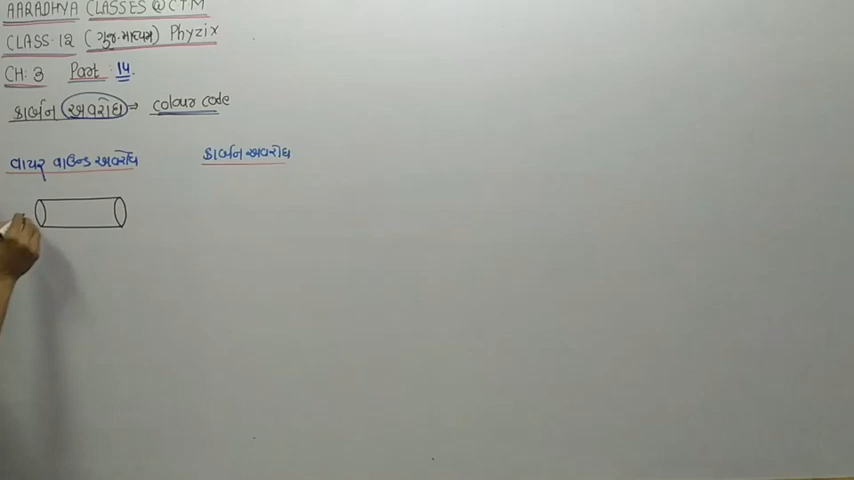 AARADHYA CLASSES @ CTM
CLASS-12 (ગુજ.માધ્યમ) Phyzix
CH: 3 Part : 14.
કાર્બન અવરોધ ⇒ colour code
વાયર વાઉન્ડ અવરોધ કાર્બન અવરોધ